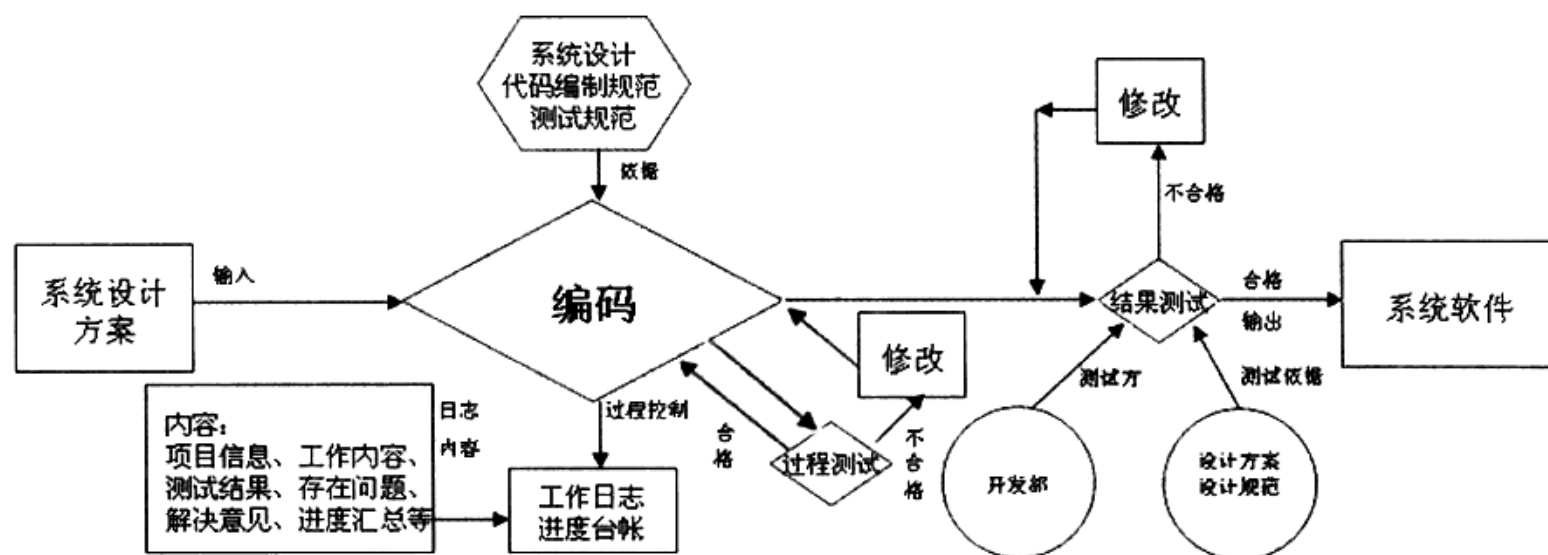 系统设计
代码编制规范
测试规范
依据
修改
不合格
系统设计
方案
输入
编码
结果测试
合格
输出
系统软件
修改
测试方
测试依据
过程控制
日志
内容
内容：
项目信息、工作内容、
测试结果、存在问题、
解决意见、进度汇总等
合
格
过程测试
不
合
格
工作日志
进度台帐
开发部
设计方案
设计规范